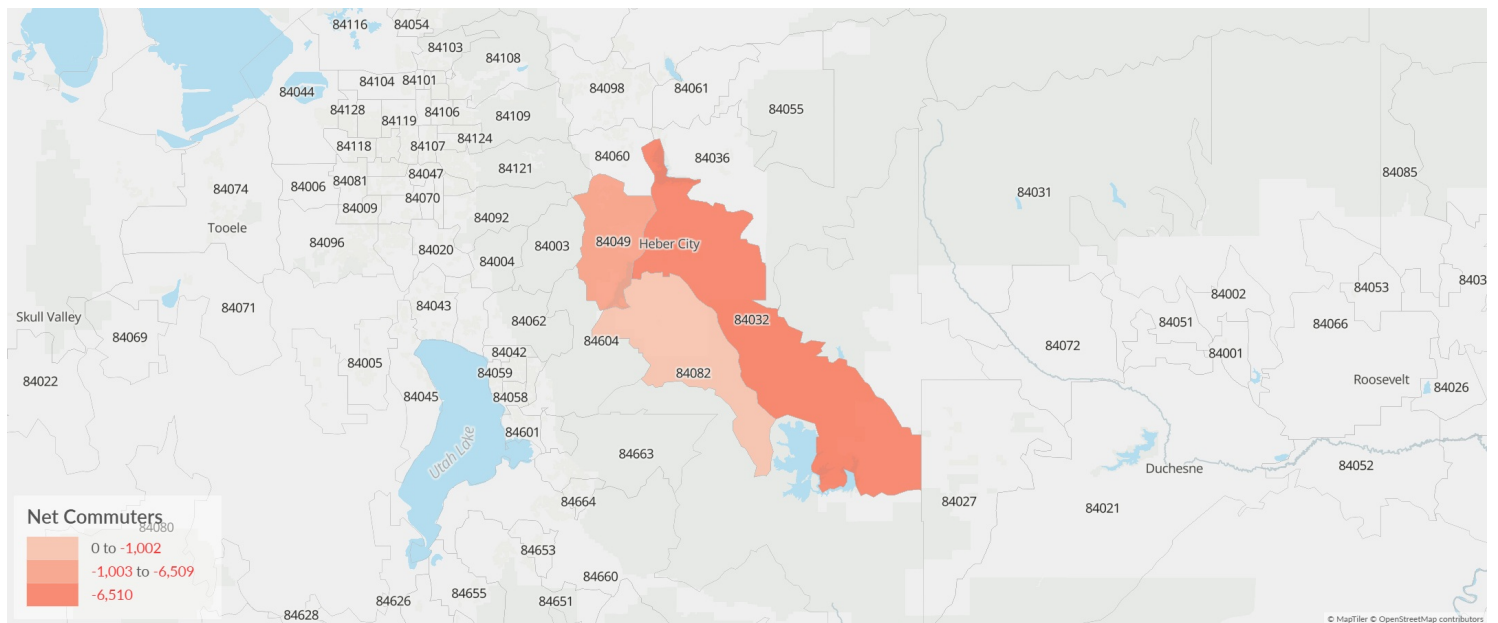 84116 84054
84103
84108
84104 84101
84098 84061
84044
84055
84128 84106 84109
84119
84124
84118 84107
84060 84036
84121
84047
84085
84074 84006 84081
84031
84070
84009
84092
Tooele
84096 84020 84003 84049 Heber City
84004
84053 8403
84002
84043
84071
Skull Valley
84062 84032 84051 84066
84069 84604
84072
84042 84001
84005
84059 84082
84022 Roosevelt 84026
84045 84058
84601
Utah Lake
84663
84052
Duchesne
84664 84027
84021
Net Commuters
84080
0 to -1,002
84653
-1,003 to -6,509
84660
-6,510
84626 84655 84651
84628
© MapTiler © OpenStreetMap contributors